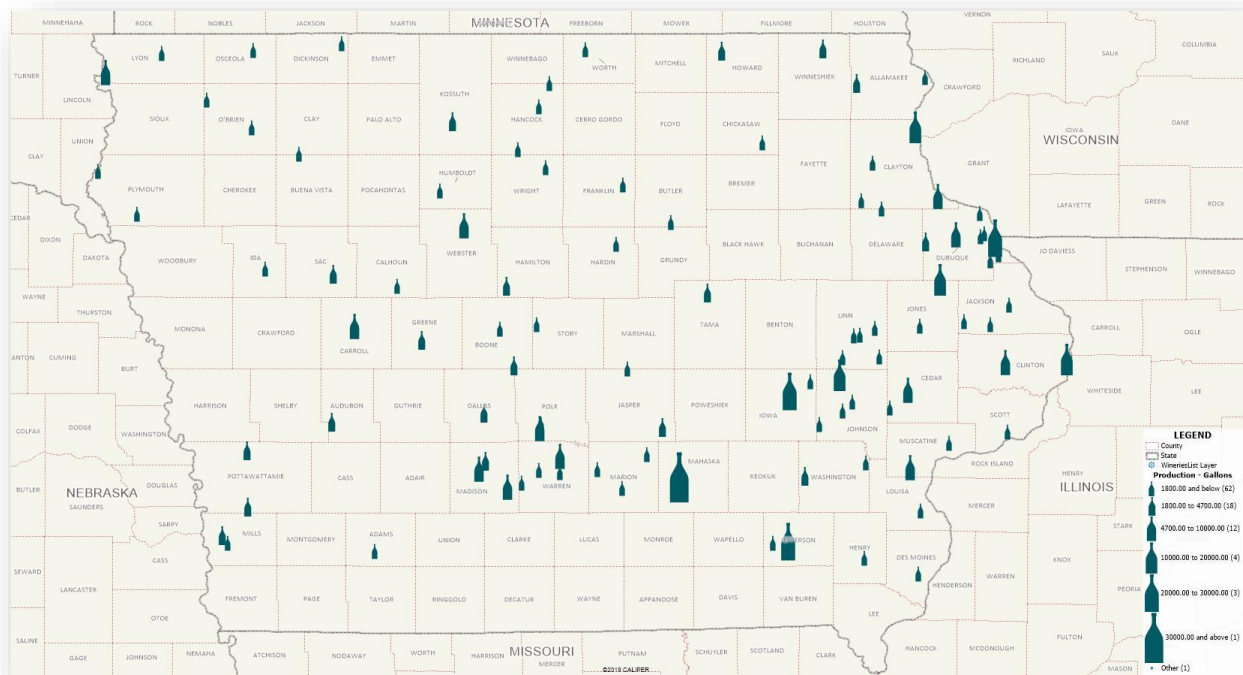 MINNEHAHA ROCK NOBLES JACKSON MARTIN MINNESOTA FREEBORN MOWER FILLMORE HOUSTON VERNON
COLUMBIA
SAUK
RICHLAND
LYON OSCEOLA DICKINSON EMMET WINNEBAGO WORTH MITCHELL HOWARD WINNESHIEK ALLAMAKEE CRAWFORD
TURNER
LINCOLN
KOSSUTH
SIOUX O'BRIEN CLAY PALO ALTO HANCOCK CERRO GORDO FLOYD CHICKASAW
DANE
IOWA
WISCONSIN
UNION
CLAY
FAYETTE CLAYTON GRANT
HUMBOLDT
PLYMOUTH CHEROKEE BUENA VISTA POCAHONTAS WRIGHT FRANKLIN BUTLER BREMER
LAFAYETTE GREEN ROCK
CEDAR
DIXON
DAKOTA
WOODBURY IDA SAC CALHOUN WEBSTER HAMILTON HARDIN GRUNDY BLACK HAWK BUCHANAN DELAWARE DUBUQUE JO DAVIESS
STEPHENSON WINNEBAGO
WAYNE
THURSTON
MONONA CRAWFORD CARROLL GREENE BOONE STORY MARSHALL TAMA BENTON LINN JONES JACKSON
CARROLL OGLE
ANTON CUMING
BURT
CLINTON
WHITESIDE LEE
HARRISON SHELBY AUDUBON GUTHRIE DALLAS POLK JASPER POWESHIEK IOWA JOHNSON CEDAR
SCOTT
COLFAX DODGE
WASHINGTON
MUSCATINE
ROCK ISLAND
HENRY
ILLINOIS
BUTLER
NEBRASKA
SAUNDERS
DOUGLAS
SARPY
POTTAWATTAMIE CASS ADAIR MADISON WARREN MARION MAHASKA KEOKUK WASHINGTON LOUISA
MERCER
STARK
KNOX
PEORIA
CASS
MILLS MONTGOMERY ADAMS UNION CLARKE LUCAS MONROE WAPELLO HENRY DES MOINES
HENDERSON WARREN
SEWARD
LANCASTER
OTOE
FREMONT PAGE TAYLOR RINGGOLD DECATUR WAYNE APPANOOSE DAVIS VAN BUREN LEE
FULTON
SALINE
GAGE JOHNSON NEMAHA ATCHISON NODAWAY WORTH HARRISON MISSOURI MERCER PUTNAM SCHUYLER SCOTLAND CLARK HANCOCK MCDONOUGH
MASON
©2019 CALIPER
LEGEND
County
State
WineriesList Layer
Production - Gallons
1800.00 and below (62)
1800.00 to 4700.00 (18)
4700.00 to 10000.00 (12)
10000.00 to 20000.00 (4)
20000.00 to 30000.00 (3)
30000.00 and above (1)
Other (1)